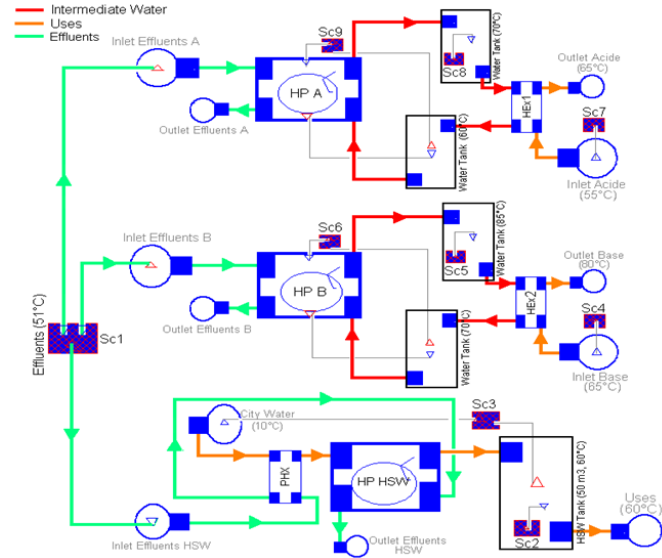 Intermediate Water
Uses
Effluents
Inlet Effluents A
Sc9
HP A
Outlet Effluents A
Water Tank (70°C)
Sc8
Water Tank (60°C)
HEx1
Outlet Acide
(65°C)
Sc7
Inlet Acide
(55°C)
Inlet Effluents B
Sc6
HP B
Outlet Effluents B
Water Tank (85°C)
Sc5
Water Tank (70°C)
HEx2
Outlet Base
(80°C)
Sc4
Inlet Base
(65°C)
Effluents (51°C)
Sc1
City Water
(10°C)
Sc3
PHX
HP HSW
HSW Tank (50 m3, 60°C)
Sc2
Uses
(60°C)
Inlet Effluents HSW
Outlet Effluents
HSW